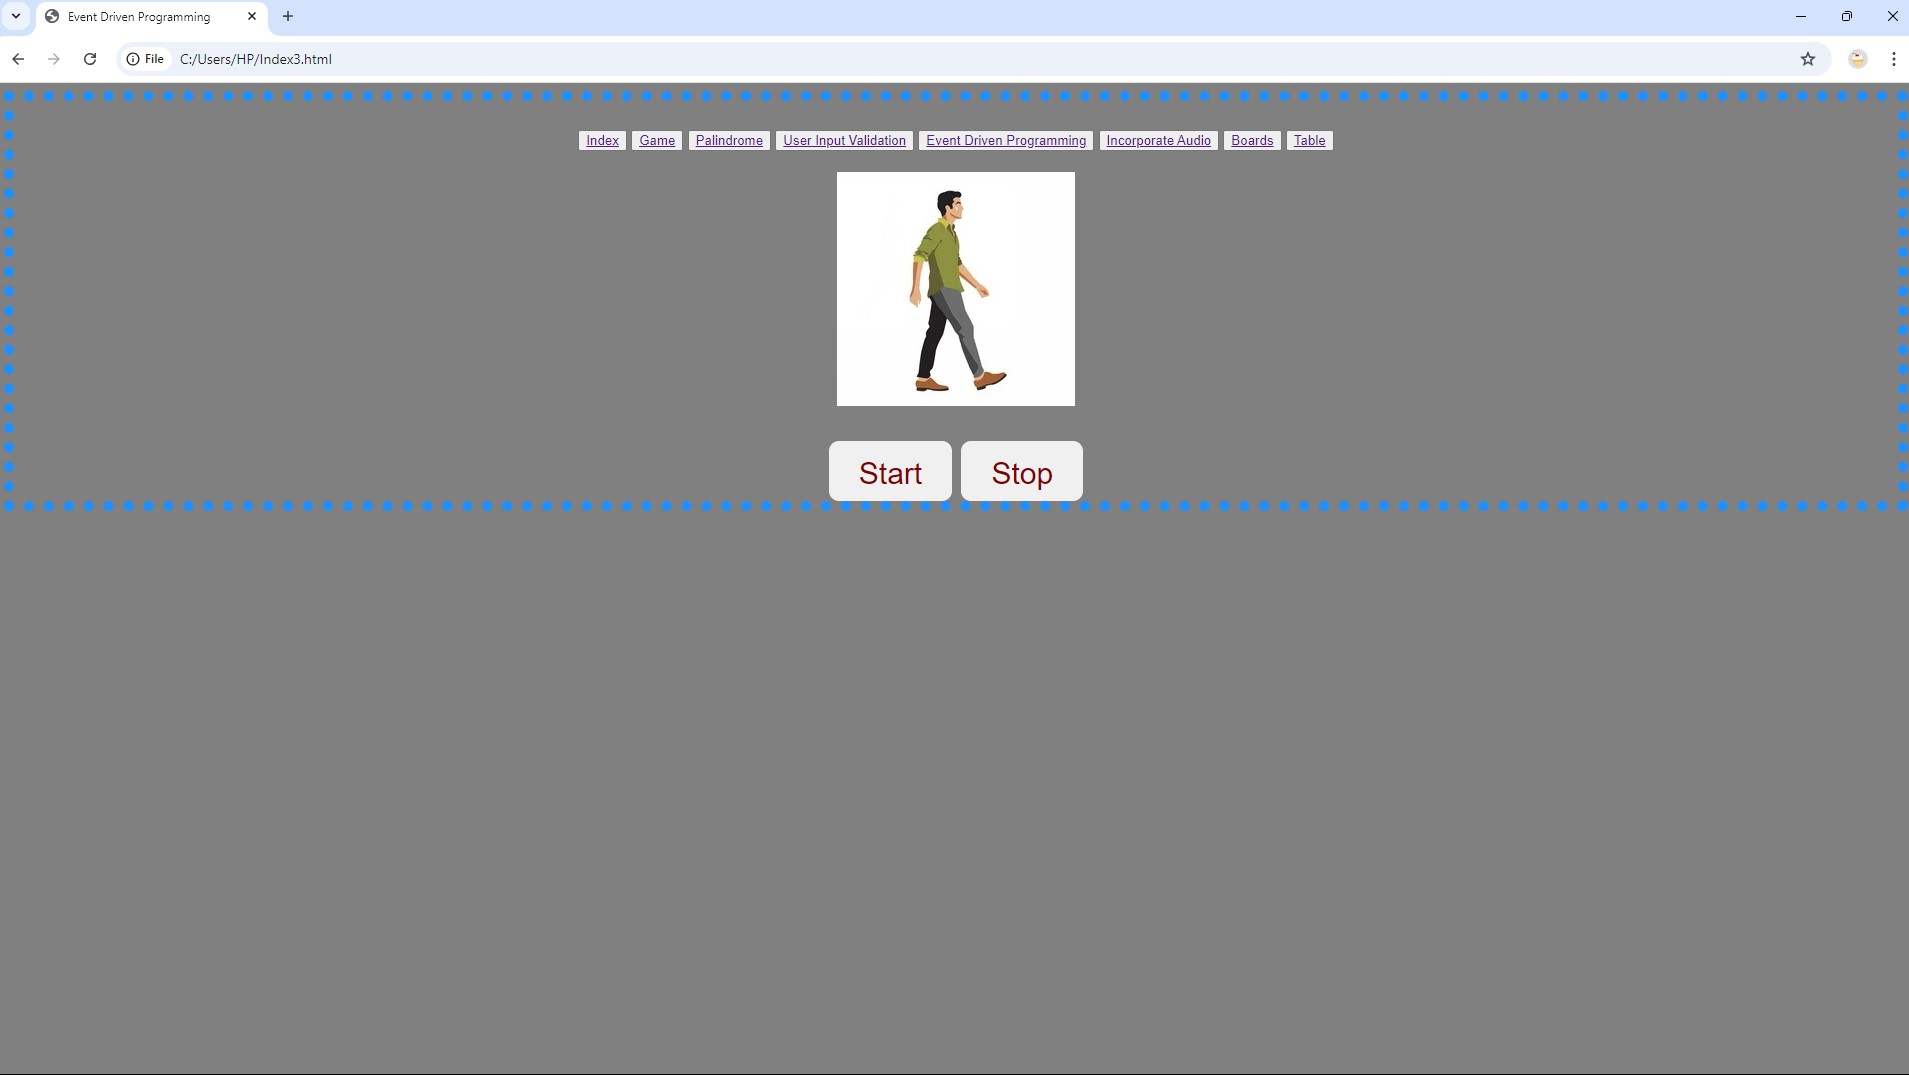 Event Driven Programming
File C:/Users/HP/Index3.html
Index Game Palindrome User Input Validation Event Driven Programming Incorporate Audio Boards Table
Start Stop